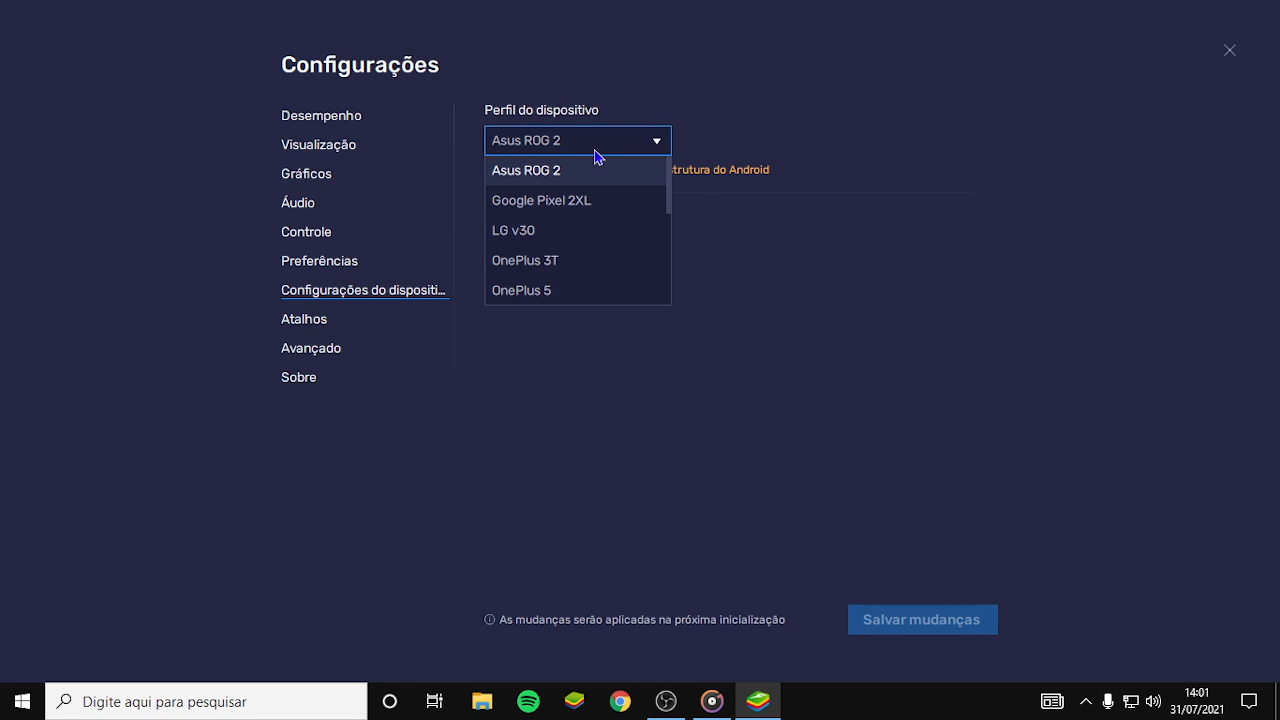 Configurações
Desempenho
Visualização
Gráficos
Áudio
Controle
Preferências
Configurações do dispositi...
Atalhos
Avançado
Sobre
Perfil do dispositivo
Asus ROG 2
Asus ROG 2
Google Pixel 2XL
LG v30
OnePlus 3T
OnePlus 5
strutura do Android
As mudanças serão aplicadas na próxima inicialização
Salvar mudanças
Digite aqui para pesquisar
14:01
31/07/2021